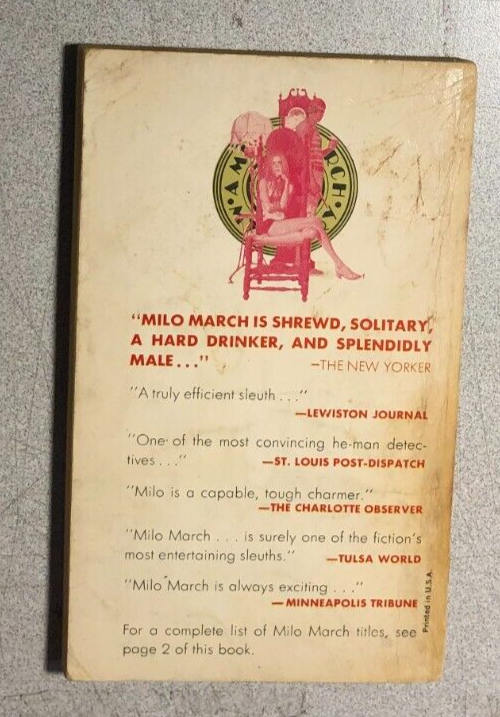 A M RCH A
"MILO MARCH IS SHREWD, SOLITARY,
A HARD DRINKER, AND SPLENDIDLY
MALE..."
—THE NEW YORKER
"A truly efficient sleuth . . ."
—LEWISTON JOURNAL
"One of the most convincing he-man detec-
tives . . ." —ST. LOUIS POST-DISPATCH
"Milo is a capable, tough charmer."
—THE CHARLOTTE OBSERVER
"Milo March . . . is surely one of the fiction's
most entertaining sleuths." —TULSA WORLD
"Milo March is always exciting . . ."
—MINNEAPOLIS TRIBUNE
For a complete list of Milo March titles, see
page 2 of this book.
Printed in U.S.A.